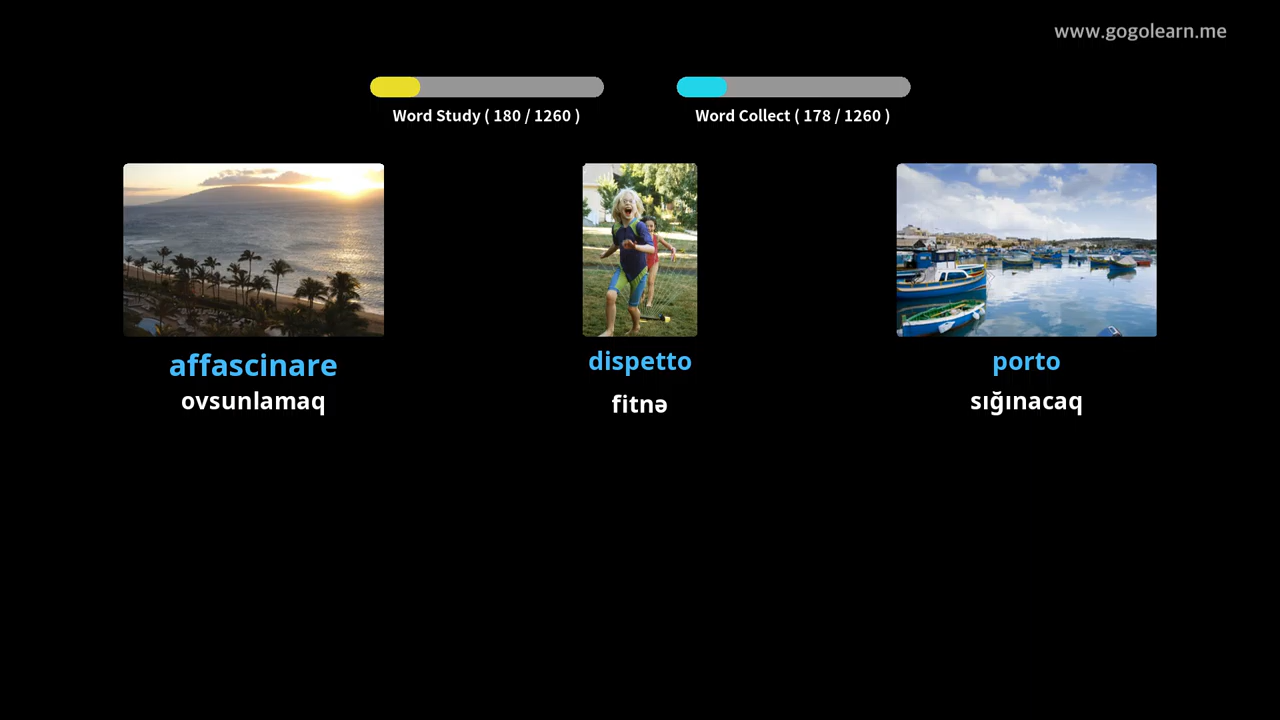 www.gogolearn.me
Word Study ( 180 / 1260 )
Word Collect ( 178 / 1260 )
affascinare
ovsunlamaq
dispetto
fitnə
porto
sığınacaq